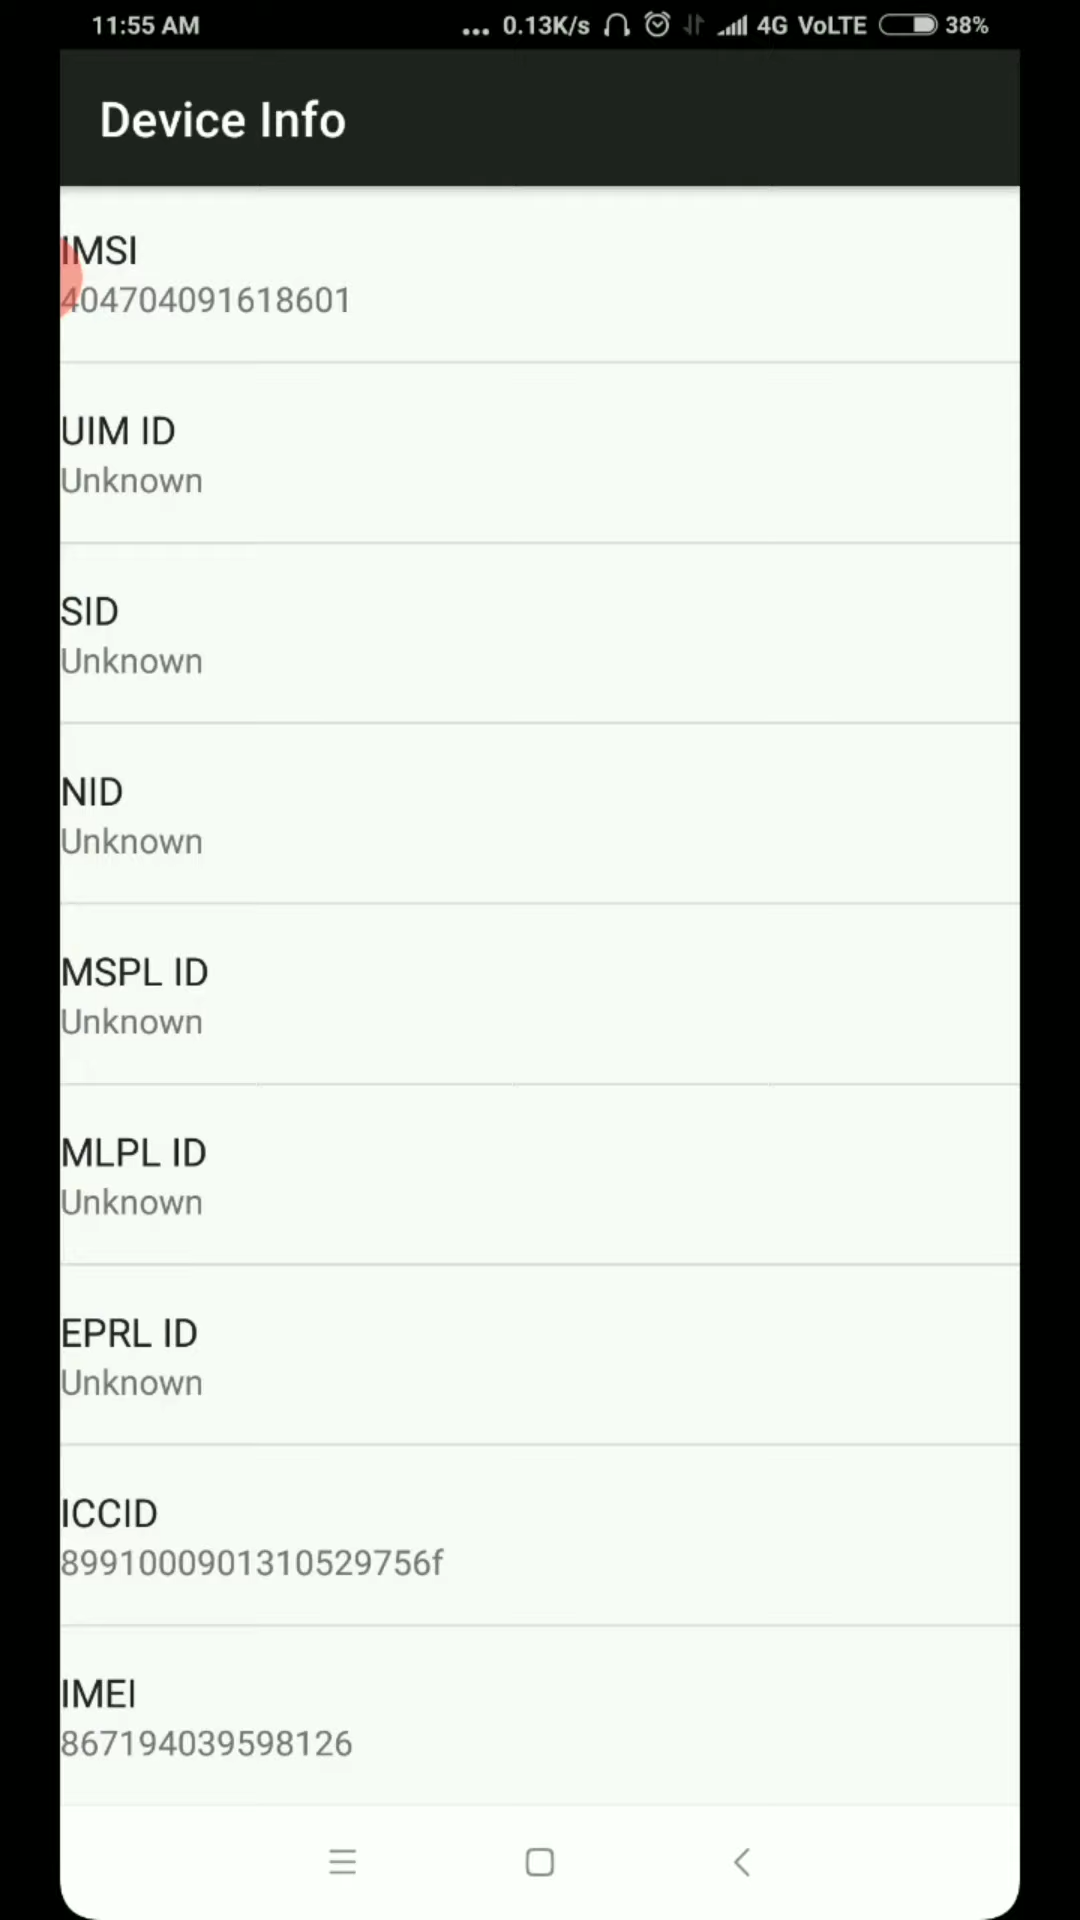 11:55 AM ... 0.13K/s 4G VoLTE 38%
Device Info
IMSI
404704091618601
UIM ID
Unknown
SID
Unknown
NID
Unknown
MSPL ID
Unknown
MLPL ID
Unknown
EPRL ID
Unknown
ICCID
8991000901310529756f
IMEI
867194039598126